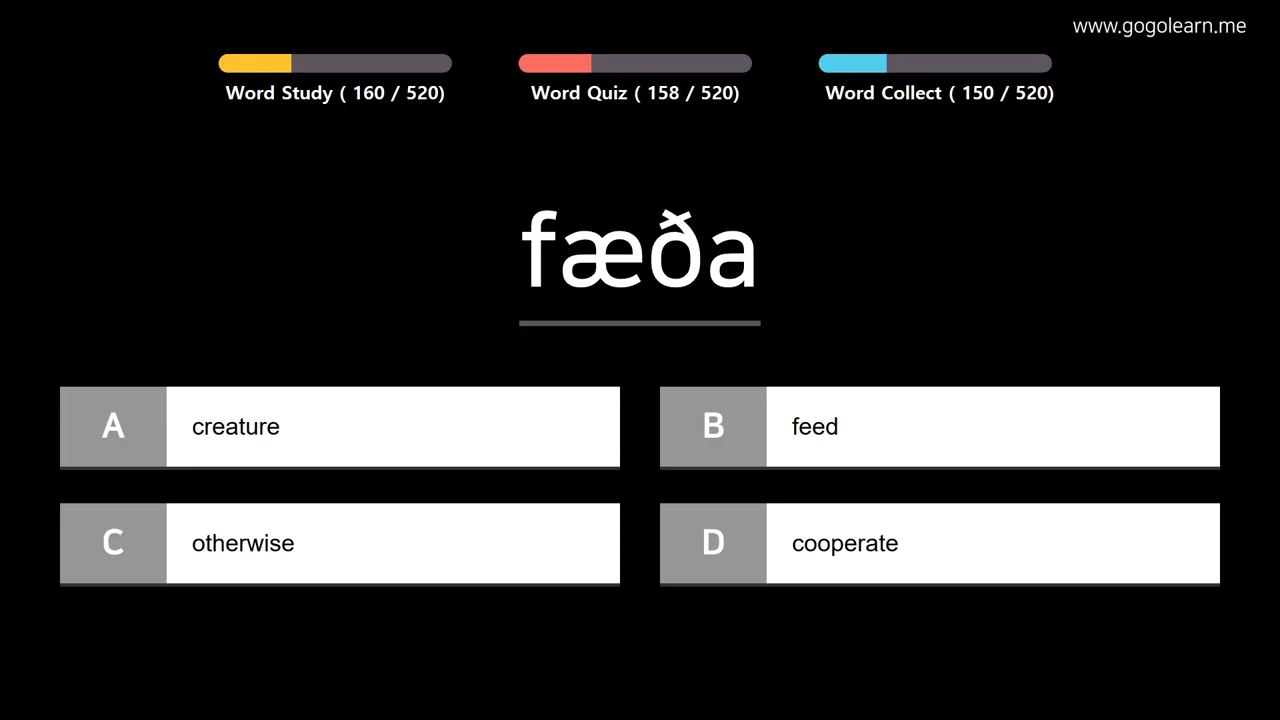 www.gogolearn.me
Word Study ( 160 / 520)
Word Quiz ( 158 / 520)
Word Collect ( 150 / 520)
fæða
A creature
B feed
C otherwise
D cooperate